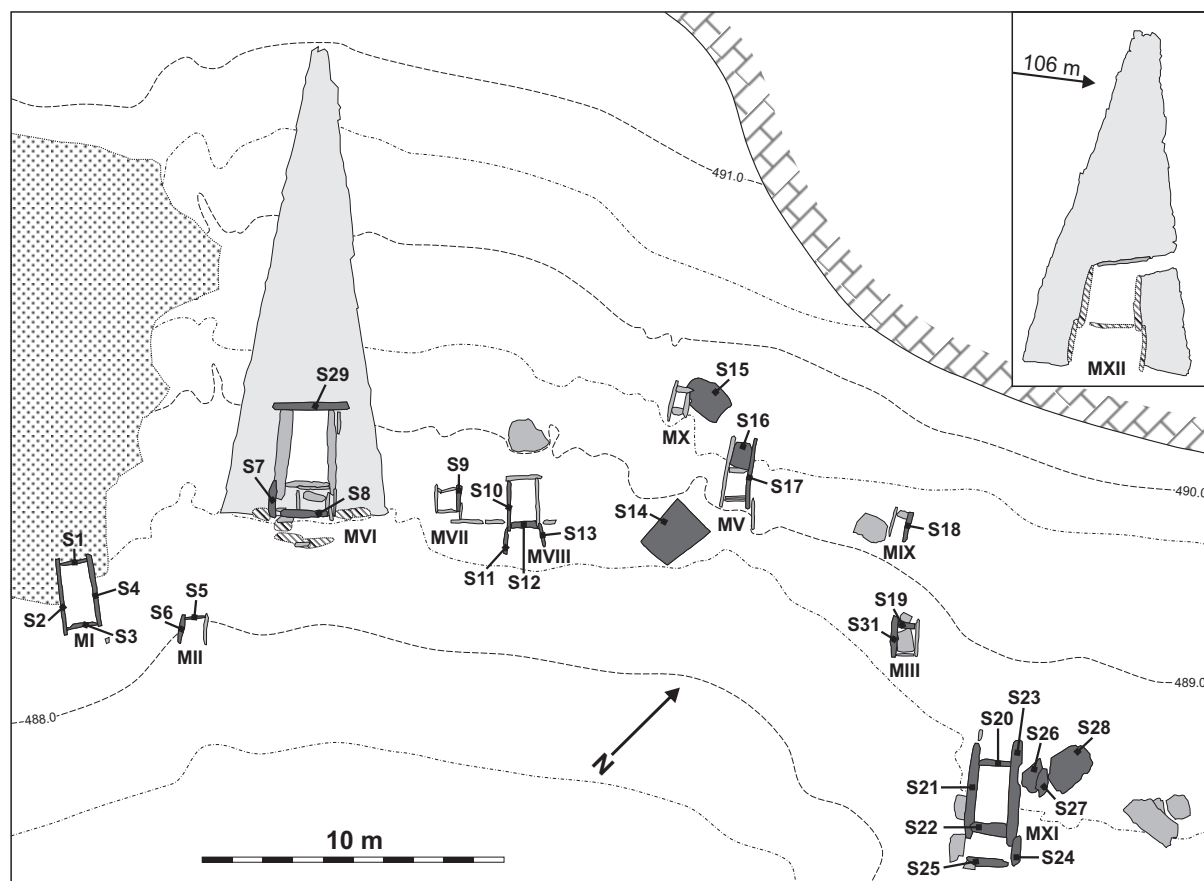 106 m
MXII
491.0
S29
S15
MX
S16
S17
S7
S8
S9
S10
S14
MV
490.0
MVI
MVII
S13
MVIII
S11
S12
S18
MIX
S1
S4
S5
S2
S3
S6
MI
MII
S19
S31
MIII
489.0
488.0
S23
S20
S26
S28
N
S21
S27
S22
MXI
10 m
S25
S24